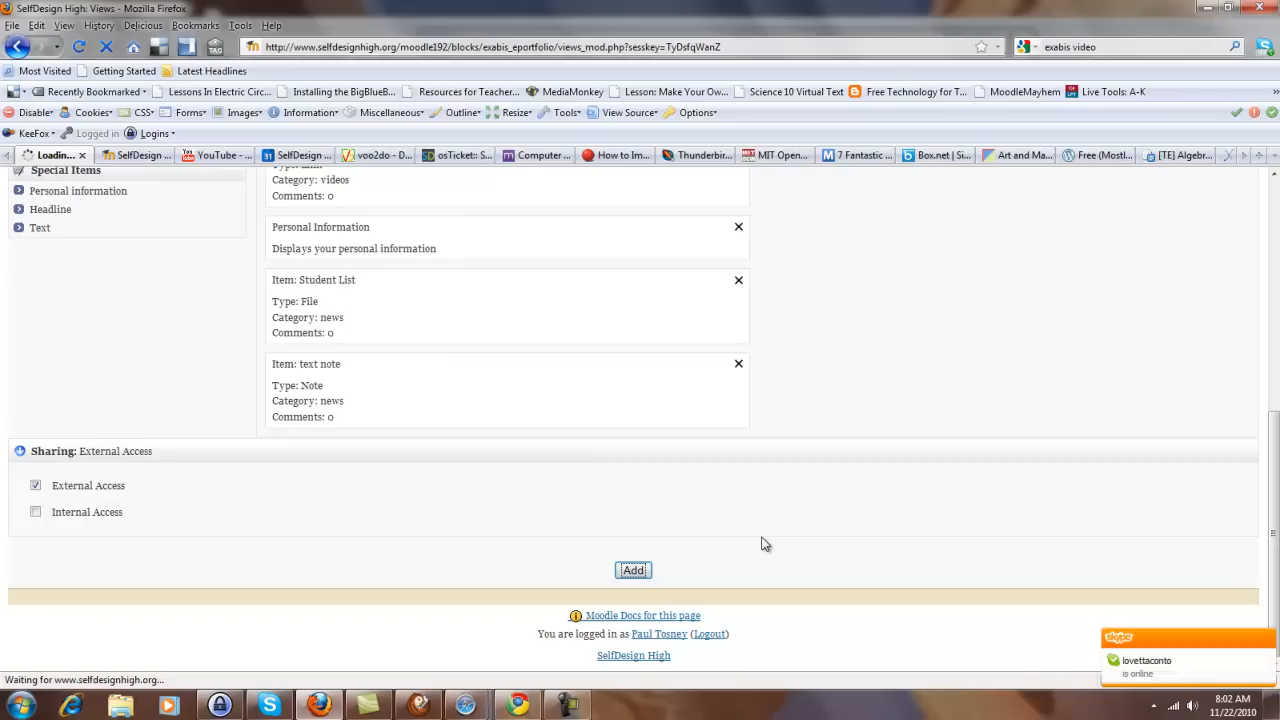 SelfDesign High: Views - Mozilla Firefox
File Edit View History Delicious Bookmarks Tools Help
http://www.selfdesignhigh.org/moodle192/blocks/exabis_eportfolio/views_mod.php?sesskey=TyDsfqWanZ exabis video
Most Visited Getting Started Latest Headlines
Recently Bookmarked Lessons In Electric Circ... Installing the BigBlueB... Resources for Teacher... MediaMonkey Lesson: Make Your Ow... Science 10 Virtual Text Free Technology for T... MoodleMayhem Live Tools: A-K
Disable Cookies CSS Forms Images Information Miscellaneous Outline Resize Tools View Source Options
KeeFox Logged in Logins
Loadin... SelfDesign ... YouTube - ... SelfDesign ... voo2do - D... osTicket:: S... Computer ... How to Im... Thunderbir... MIT Open... 7 Fantastic ... Box.net | Si... Art and Ma... Free (Mostl... [TE] Algebr...
Special Items
Personal information
Headline
Text
Category: videos
Comments: 0
Personal Information
Displays your personal information
Item: Student List
Type: File
Category: news
Comments: 0
Item: text note
Type: Note
Category: news
Comments: 0
Sharing: External Access
External Access
Internal Access
Add
Moodle Docs for this page
You are logged in as Paul Tosney (Logout)
SelfDesign High
skype
lovettaconto
is online
Waiting for www.selfdesignhigh.org...
8:02 AM
11/22/2010